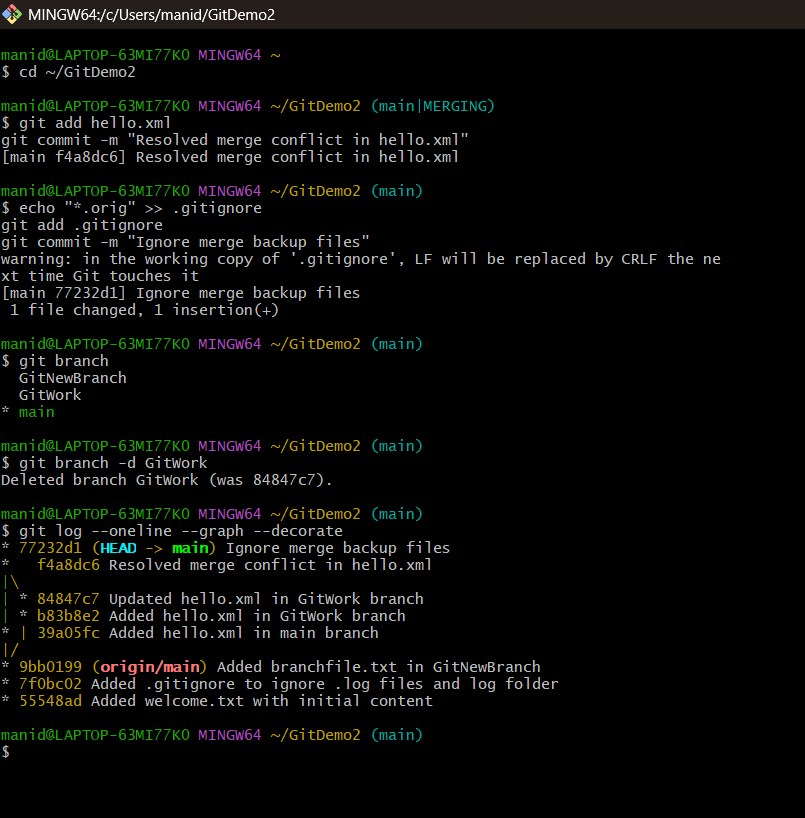 MINGW64:/c/Users/manid/GitDemo2
manid@LAPTOP-63MI77KO MINGW64 ~
$ cd ~/GitDemo2
manid@LAPTOP-63MI77KO MINGW64 ~/GitDemo2 (main|MERGING)
$ git add hello.xml
git commit -m "Resolved merge conflict in hello.xml"
[main f4a8dc6] Resolved merge conflict in hello.xml
manid@LAPTOP-63MI77KO MINGW64 ~/GitDemo2 (main)
$ echo "*.orig" >> .gitignore
git add .gitignore
git commit -m "Ignore merge backup files"
warning: in the working copy of '.gitignore', LF will be replaced by CRLF the ne
xt time Git touches it
[main 77232d1] Ignore merge backup files
 1 file changed, 1 insertion(+)
manid@LAPTOP-63MI77KO MINGW64 ~/GitDemo2 (main)
$ git branch
  GitNewBranch
  GitWork
* main
manid@LAPTOP-63MI77KO MINGW64 ~/GitDemo2 (main)
$ git branch -d GitWork
Deleted branch GitWork (was 84847c7).
manid@LAPTOP-63MI77KO MINGW64 ~/GitDemo2 (main)
$ git log --oneline --graph --decorate
* 77232d1 (HEAD -> main) Ignore merge backup files
*   f4a8dc6 Resolved merge conflict in hello.xml
|\
| * 84847c7 Updated hello.xml in GitWork branch
| * b83b8e2 Added hello.xml in GitWork branch
* | 39a05fc Added hello.xml in main branch
|/
* 9bb0199 (origin/main) Added branchfile.txt in GitNewBranch
* 7f0bc02 Added .gitignore to ignore .log files and log folder
* 55548ad Added welcome.txt with initial content
manid@LAPTOP-63MI77KO MINGW64 ~/GitDemo2 (main)
$